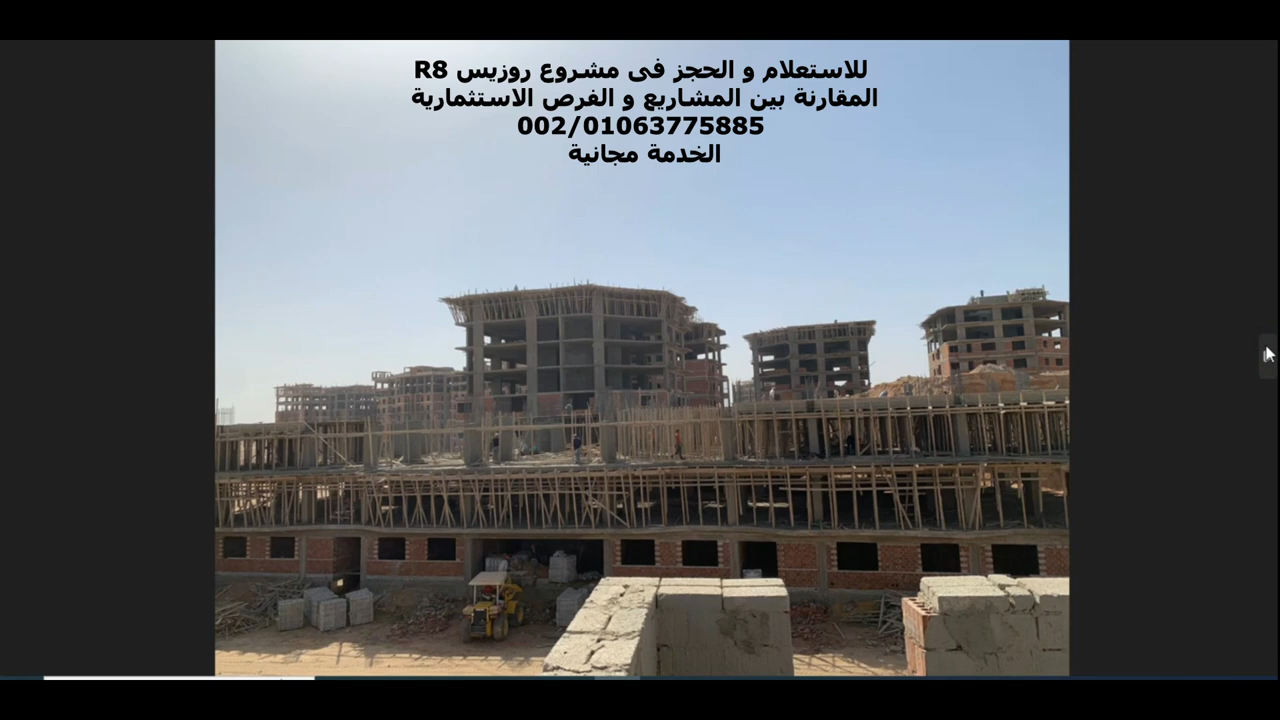 للاستعلام و الحجز فى مشروع روزيس R8
المقارنة بين المشاريع و الفرص الاستثمارية
002/01063775885
الخدمة مجانية